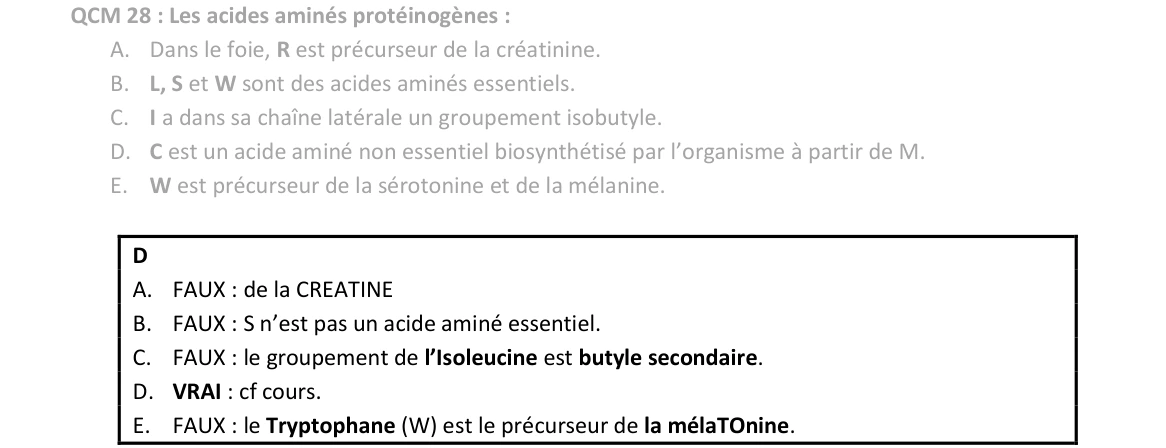 QCM 28 : Les acides aminés protéinogènes :
A. Dans le foie, R est précurseur de la créatinine.
B. L, S et W sont des acides aminés essentiels.
C. I a dans sa chaîne latérale un groupement isobutyle.
D. C est un acide aminé non essentiel biosynthétisé par l'organisme à partir de M.
E. W est précurseur de la sérotonine et de la mélanine.
D
A. FAUX : de la CREATINE
B. FAUX : S n'est pas un acide aminé essentiel.
C. FAUX : le groupement de l'Isoleucine est butyle secondaire.
D. VRAI : cf cours.
E. FAUX : le Tryptophane (W) est le précurseur de la mélaTOnine.